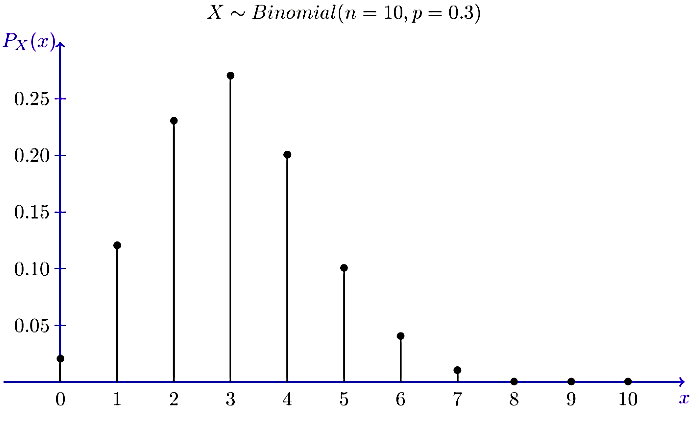 X ∼ Binomial(n = 10, p = 0.3)
P_X(x)
0.25
0.20
0.15
0.10
0.05
0 1 2 3 4 5 6 7 8 9 10 x